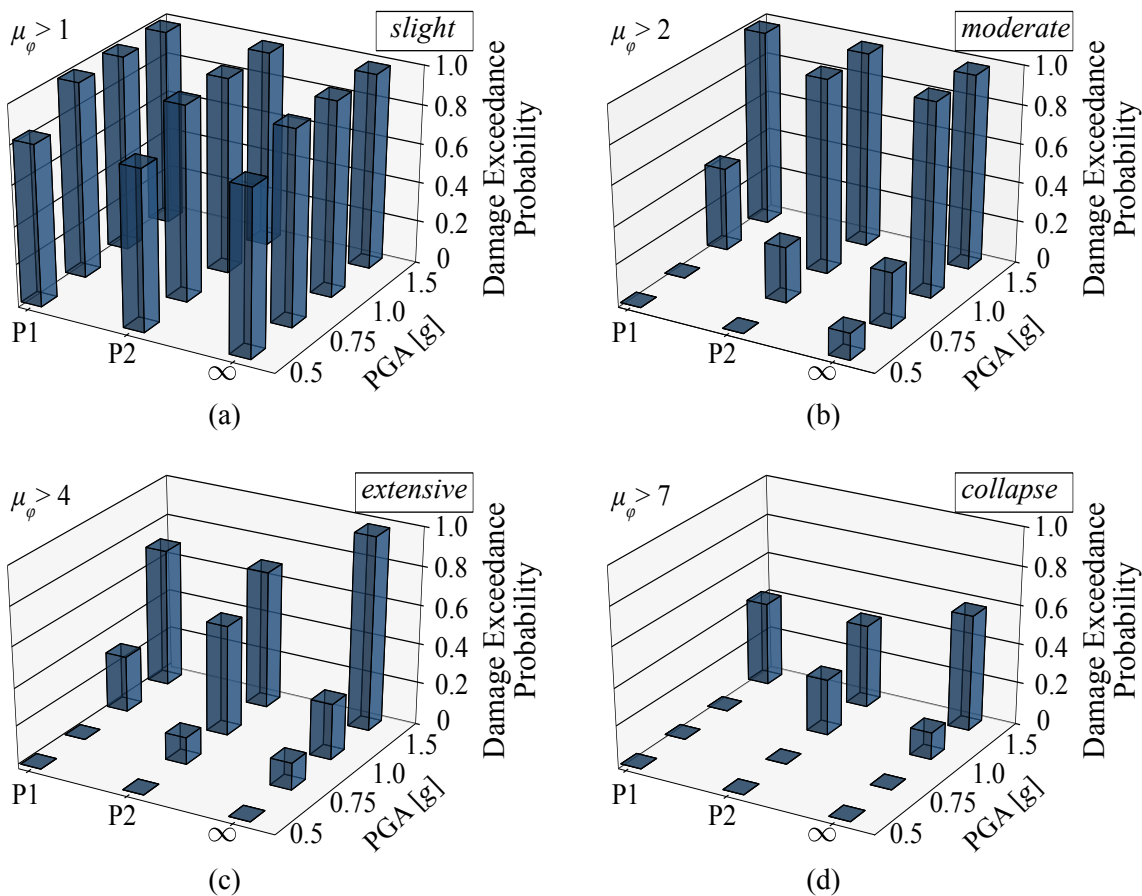 μφ > 1
slight
1.0
0.8
0.6
0.4
0.2
0
Damage Exceedance
Probability
1.5
1.0
0.75
0.5
PGA [g]
P1
P2
∞
(a)
μφ > 2
moderate
1.0
0.8
0.6
0.4
0.2
0
Damage Exceedance
Probability
1.5
1.0
0.75
0.5
PGA [g]
P1
P2
∞
(b)
μφ > 4
extensive
1.0
0.8
0.6
0.4
0.2
0
Damage Exceedance
Probability
1.5
1.0
0.75
0.5
PGA [g]
P1
P2
∞
(c)
μφ > 7
collapse
1.0
0.8
0.6
0.4
0.2
0
Damage Exceedance
Probability
1.5
1.0
0.75
0.5
PGA [g]
P1
P2
∞
(d)